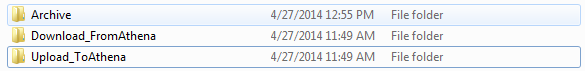 Archive 4/27/2014 12:55 PM File folder
Download_FromAthena 4/27/2014 11:49 AM File folder
Upload_ToAthena 4/27/2014 11:49 AM File folder